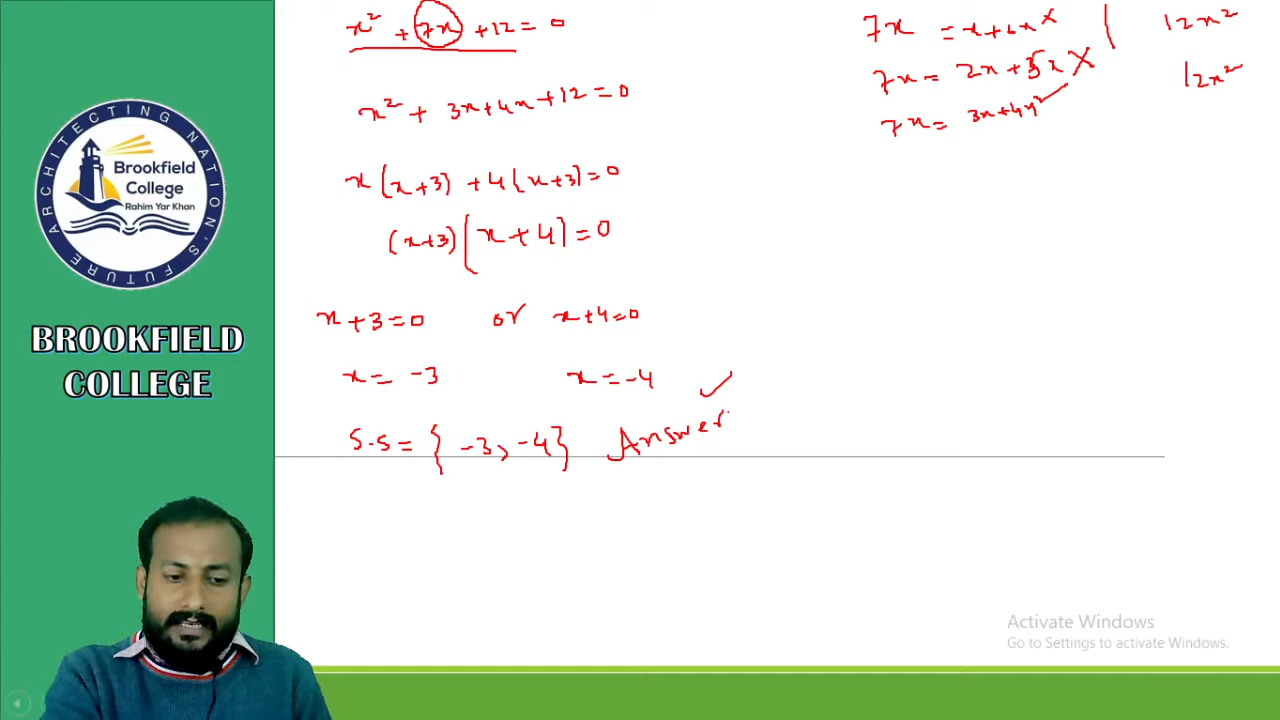 x² + 7x + 12 = 0
x² + 3x + 4x + 12 = 0
x(x+3) + 4(x+3) = 0
(x+3)[x+4] = 0
x+3=0 or x+4=0
x = -3 x = -4 ✓
S.S = { -3, -4} Answer
7x = x+6x ×
7x = 2x+5x ×
7x = 3x+4x ✓
12x²
12x²
ARCHITECTING NATION'S FUTURE
Brookfield
College
Rahim Yar Khan
BROOKFIELD
COLLEGE
Activate Windows
Go to Settings to activate Windows.